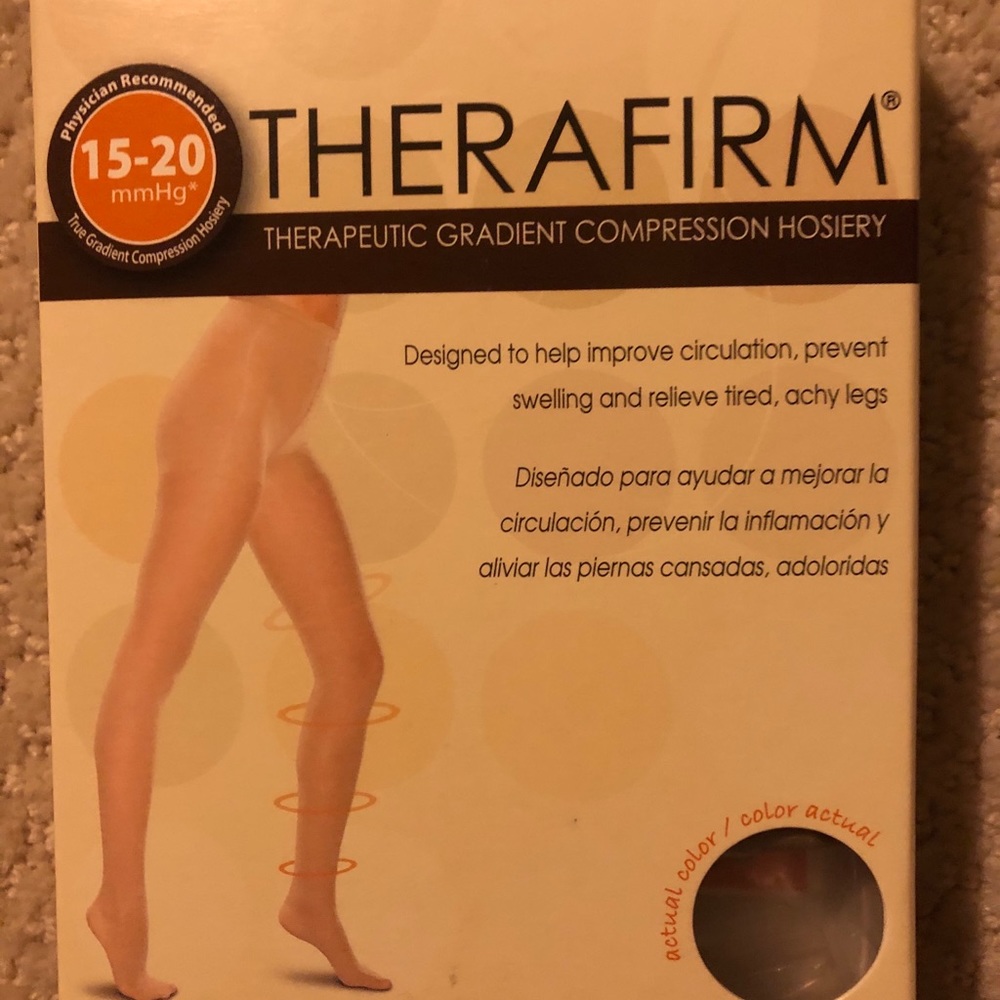 Physician Recommended
15-20
mmHg*
True Gradient Compression Hosiery
THERAFIRM®
THERAPEUTIC GRADIENT COMPRESSION HOSIERY
Designed to help improve circulation, prevent
swelling and relieve tired, achy legs
Diseñado para ayudar a mejorar la
circulación, prevenir la inflamación y
aliviar las piernas cansadas, adoloridas
actual color / color actual